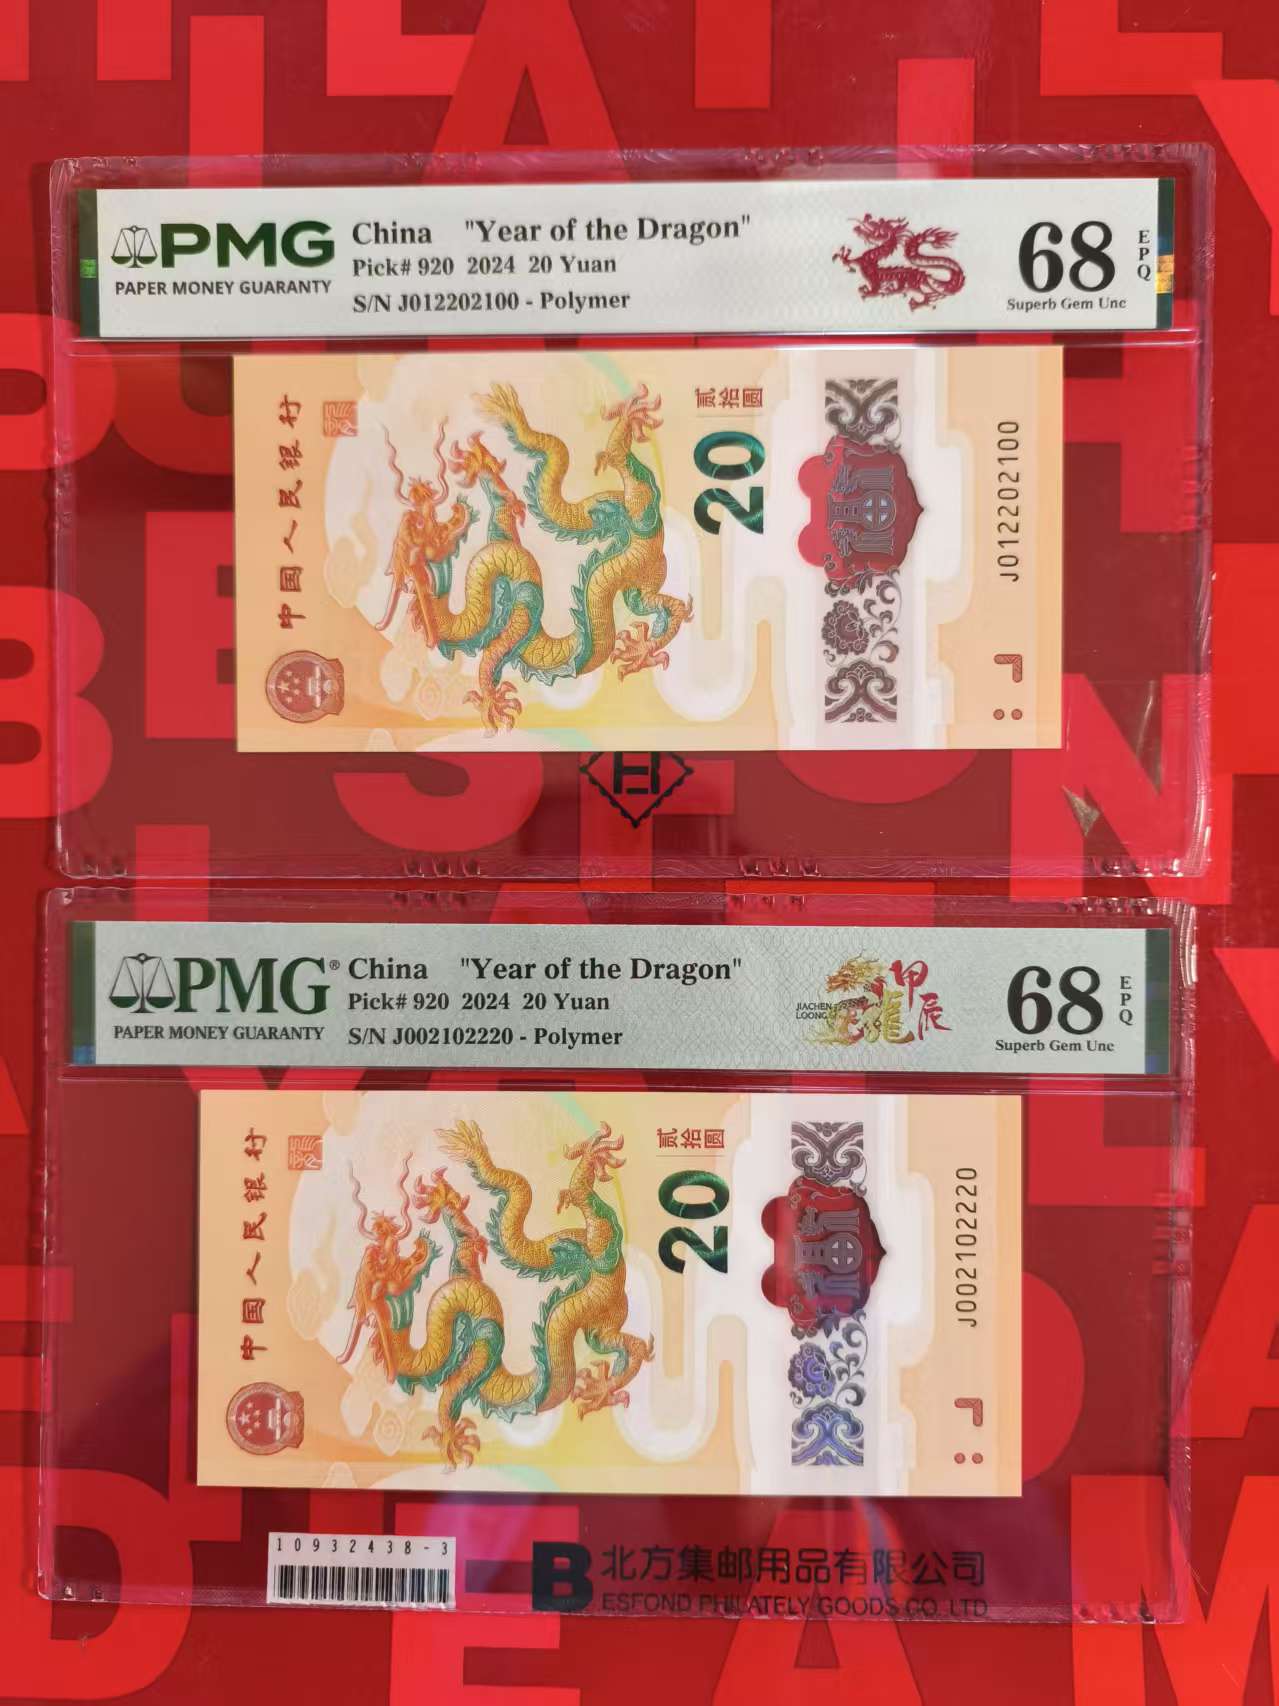 PMG
PAPER MONEY GUARANTY
China "Year of the Dragon"
Pick# 920 2024 20 Yuan
S/N J012202100 - Polymer
68
EPQ
Superb Gem Unc
中国人民银行
贰拾圆
20
福
J012202100
PMG®
PAPER MONEY GUARANTY
China "Year of the Dragon"
Pick# 920 2024 20 Yuan
S/N J002102220 - Polymer
JIACHEN
LOONG
甲辰
龍
68
EPQ
Superb Gem Unc
中国人民银行
贰拾圆
20
福
J002102220
10932438-3
北方集邮用品有限公司
ESFOND PHILATELY GOODS CO. LTD